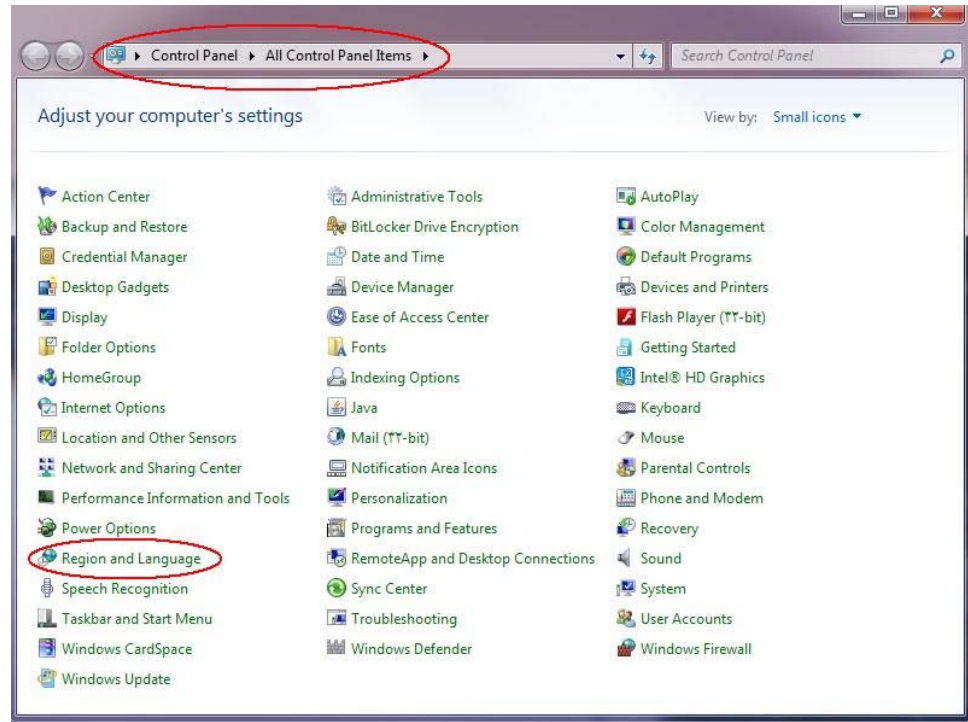 Control Panel ▸ All Control Panel Items ▸ Search Control Panel
Adjust your computer's settings View by: Small icons
Action Center Administrative Tools AutoPlay
Backup and Restore BitLocker Drive Encryption Color Management
Credential Manager Date and Time Default Programs
Desktop Gadgets Device Manager Devices and Printers
Display Ease of Access Center Flash Player (٣٢-bit)
Folder Options Fonts Getting Started
HomeGroup Indexing Options Intel® HD Graphics
Internet Options Java Keyboard
Location and Other Sensors Mail (٣٢-bit) Mouse
Network and Sharing Center Notification Area Icons Parental Controls
Performance Information and Tools Personalization Phone and Modem
Power Options Programs and Features Recovery
Region and Language RemoteApp and Desktop Connections Sound
Speech Recognition Sync Center System
Taskbar and Start Menu Troubleshooting User Accounts
Windows CardSpace Windows Defender Windows Firewall
Windows Update